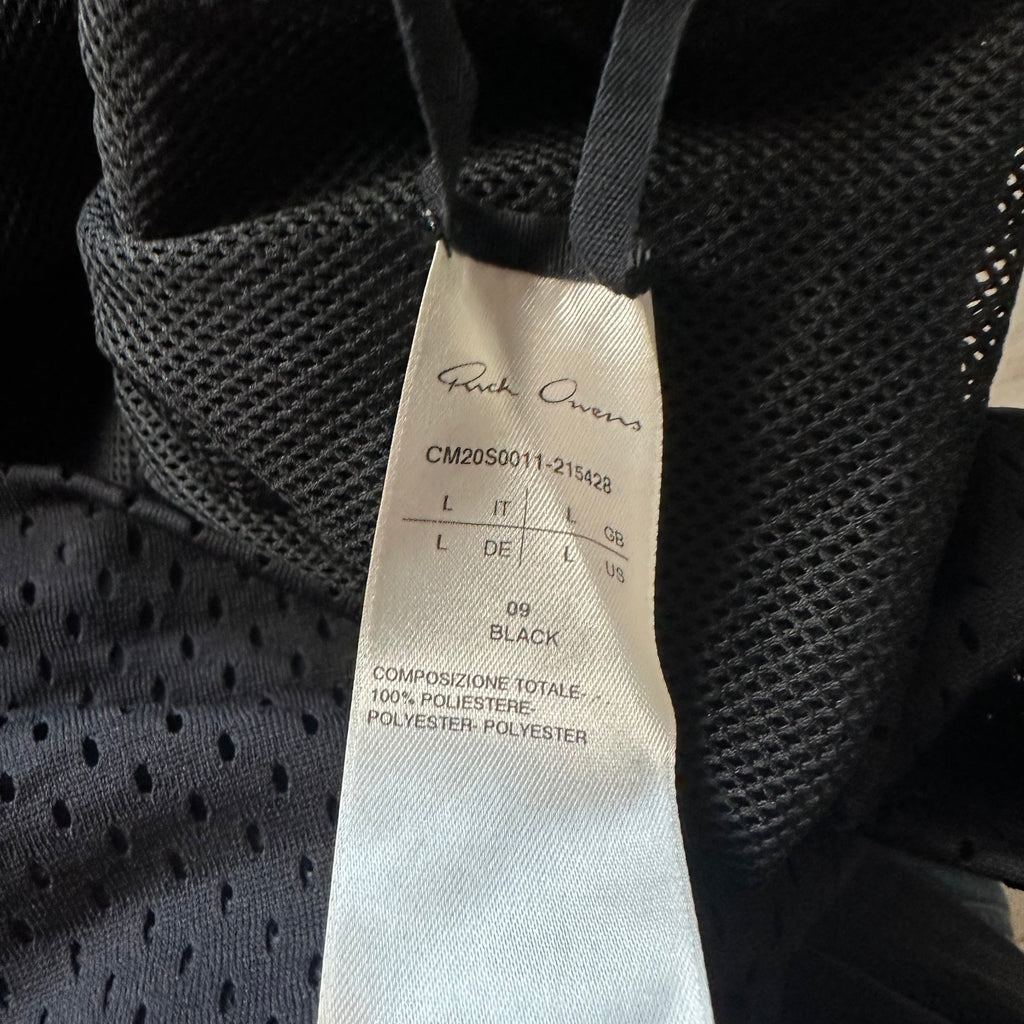 Rick Owens
CM20S0011-215428
L IT L GB
L DE L US
09
BLACK
COMPOSIZIONE TOTALE-
100% POLIESTERE-
POLYESTER- POLYESTER